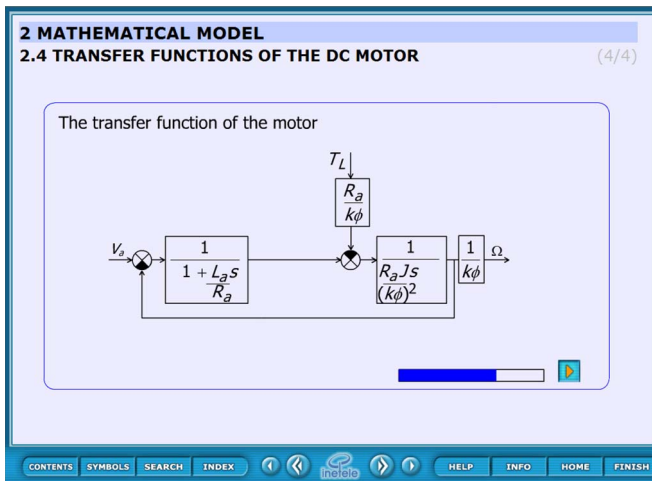 2 MATHEMATICAL MODEL
2.4 TRANSFER FUNCTIONS OF THE DC MOTOR (4/4)
The transfer function of the motor
T_L
R_a
kϕ
V_a
1
1 + L_a s
R_a
1
R_a Js
(kϕ)²
1
kϕ
Ω
CONTENTS SYMBOLS SEARCH INDEX inetele HELP INFO HOME FINISH